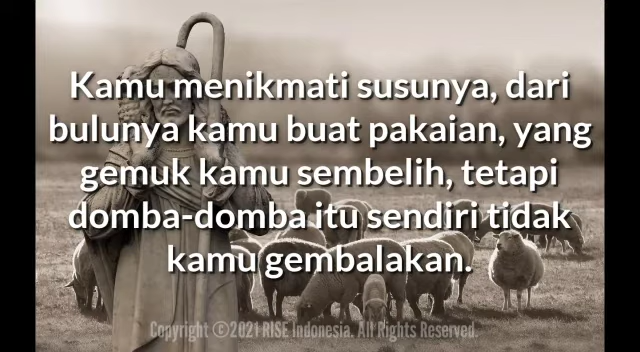 Kamu menikmati susunya, dari
bulunya kamu buat pakaian, yang
gemuk kamu sembelih, tetapi
domba-domba itu sendiri tidak
kamu gembalakan.
Copyright ©2021 RISE Indonesia. All Rights Reserved.